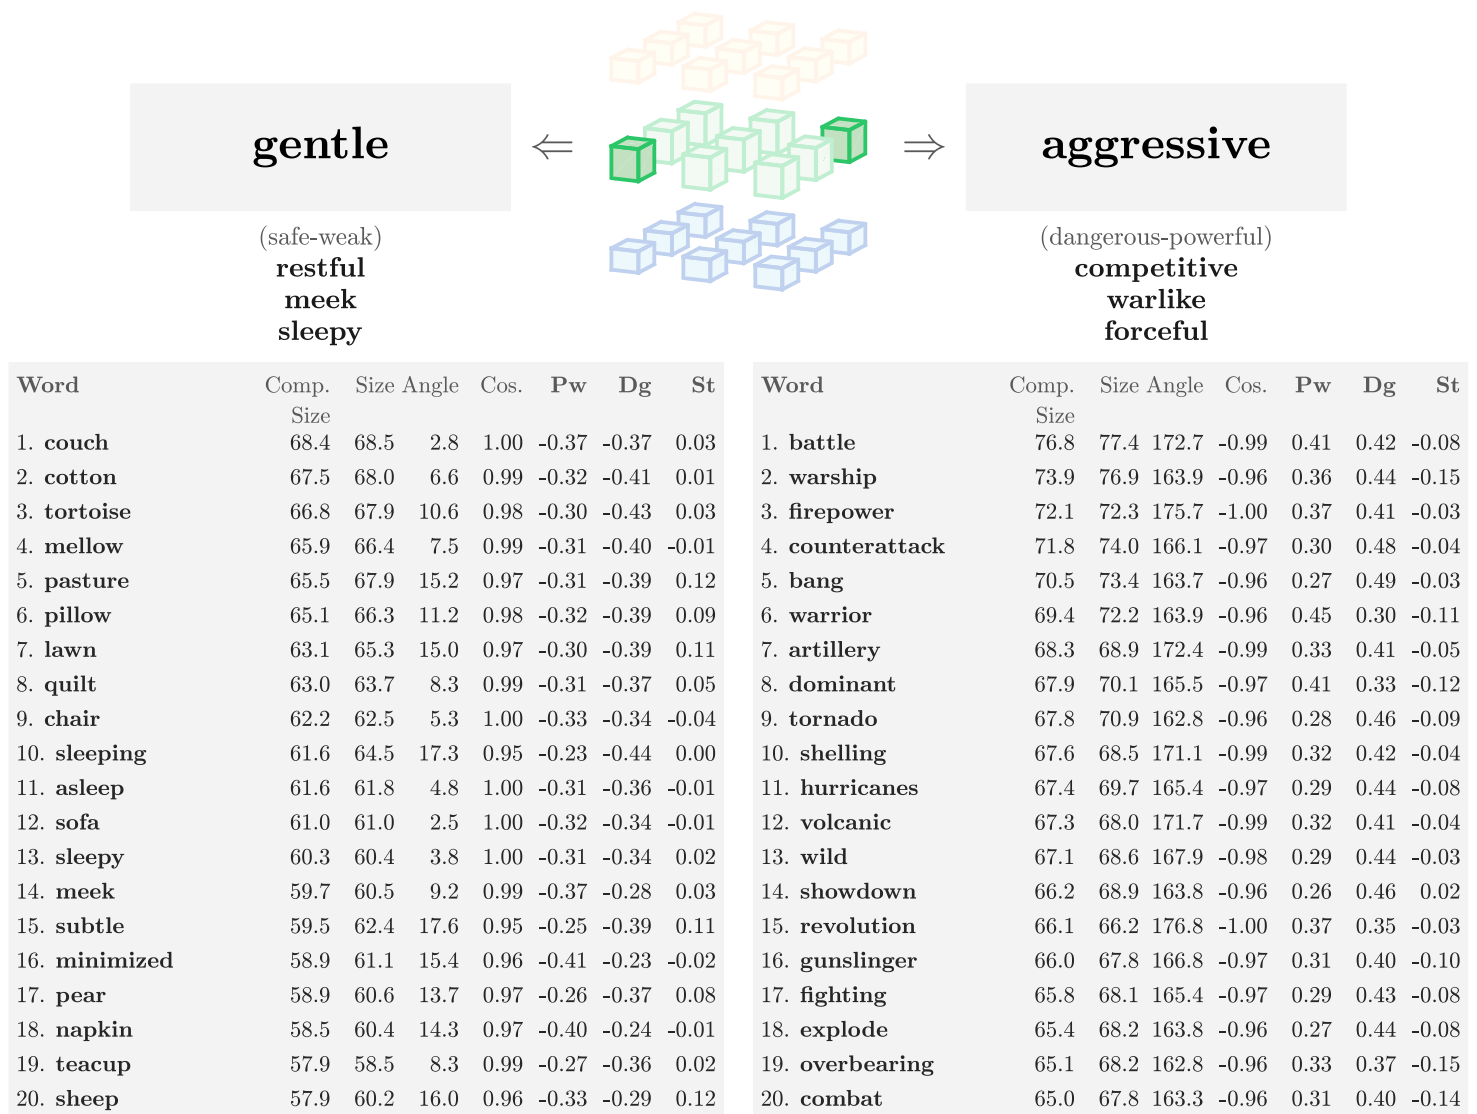 gentle ⇐ ⇒ aggressive
(safe-weak)
restful
meek
sleepy
(dangerous-powerful)
competitive
warlike
forceful
Word Comp. Size Size Angle Cos. Pw Dg St
1. couch 68.4 68.5 2.8 1.00 -0.37 -0.37 0.03
2. cotton 67.5 68.0 6.6 0.99 -0.32 -0.41 0.01
3. tortoise 66.8 67.9 10.6 0.98 -0.30 -0.43 0.03
4. mellow 65.9 66.4 7.5 0.99 -0.31 -0.40 -0.01
5. pasture 65.5 67.9 15.2 0.97 -0.31 -0.39 0.12
6. pillow 65.1 66.3 11.2 0.98 -0.32 -0.39 0.09
7. lawn 63.1 65.3 15.0 0.97 -0.30 -0.39 0.11
8. quilt 63.0 63.7 8.3 0.99 -0.31 -0.37 0.05
9. chair 62.2 62.5 5.3 1.00 -0.33 -0.34 -0.04
10. sleeping 61.6 64.5 17.3 0.95 -0.23 -0.44 0.00
11. asleep 61.6 61.8 4.8 1.00 -0.31 -0.36 -0.01
12. sofa 61.0 61.0 2.5 1.00 -0.32 -0.34 -0.01
13. sleepy 60.3 60.4 3.8 1.00 -0.31 -0.34 0.02
14. meek 59.7 60.5 9.2 0.99 -0.37 -0.28 0.03
15. subtle 59.5 62.4 17.6 0.95 -0.25 -0.39 0.11
16. minimized 58.9 61.1 15.4 0.96 -0.41 -0.23 -0.02
17. pear 58.9 60.6 13.7 0.97 -0.26 -0.37 0.08
18. napkin 58.5 60.4 14.3 0.97 -0.40 -0.24 -0.01
19. teacup 57.9 58.5 8.3 0.99 -0.27 -0.36 0.02
20. sheep 57.9 60.2 16.0 0.96 -0.33 -0.29 0.12
Word Comp. Size Size Angle Cos. Pw Dg St
1. battle 76.8 77.4 172.7 -0.99 0.41 0.42 -0.08
2. warship 73.9 76.9 163.9 -0.96 0.36 0.44 -0.15
3. firepower 72.1 72.3 175.7 -1.00 0.37 0.41 -0.03
4. counterattack 71.8 74.0 166.1 -0.97 0.30 0.48 -0.04
5. bang 70.5 73.4 163.7 -0.96 0.27 0.49 -0.03
6. warrior 69.4 72.2 163.9 -0.96 0.45 0.30 -0.11
7. artillery 68.3 68.9 172.4 -0.99 0.33 0.41 -0.05
8. dominant 67.9 70.1 165.5 -0.97 0.41 0.33 -0.12
9. tornado 67.8 70.9 162.8 -0.96 0.28 0.46 -0.09
10. shelling 67.6 68.5 171.1 -0.99 0.32 0.42 -0.04
11. hurricanes 67.4 69.7 165.4 -0.97 0.29 0.44 -0.08
12. volcanic 67.3 68.0 171.7 -0.99 0.32 0.41 -0.04
13. wild 67.1 68.6 167.9 -0.98 0.29 0.44 -0.03
14. showdown 66.2 68.9 163.8 -0.96 0.26 0.46 0.02
15. revolution 66.1 66.2 176.8 -1.00 0.37 0.35 -0.03
16. gunslinger 66.0 67.8 166.8 -0.97 0.31 0.40 -0.10
17. fighting 65.8 68.1 165.4 -0.97 0.29 0.43 -0.08
18. explode 65.4 68.2 163.8 -0.96 0.27 0.44 -0.08
19. overbearing 65.1 68.2 162.8 -0.96 0.33 0.37 -0.15
20. combat 65.0 67.8 163.3 -0.96 0.31 0.40 -0.14